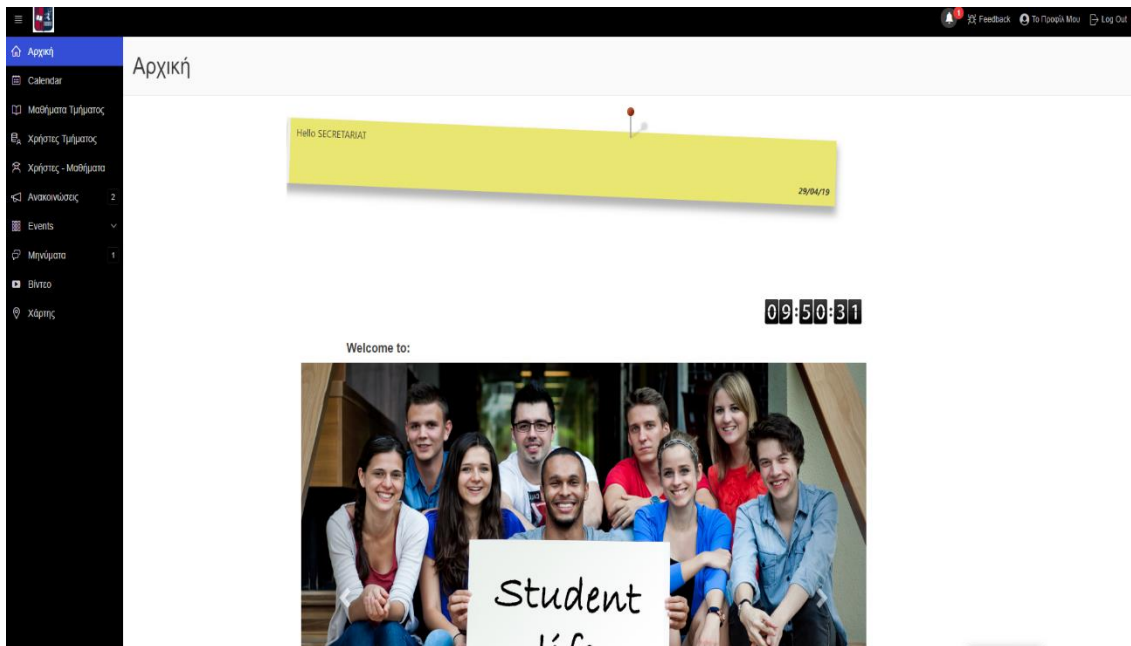 1
Feedback
Το Προφίλ Μου
Log Out
Αρχική
Calendar
Μαθήματα Τμήματος
Χρήστες Τμήματος
Χρήστες - Μαθήματα
Ανακοινώσεις 2
Events
Μηνύματα 1
Βίντεο
Χάρτης
Αρχική
Hello SECRETARIAT
29/04/19
09:50:31
Welcome to:
Student